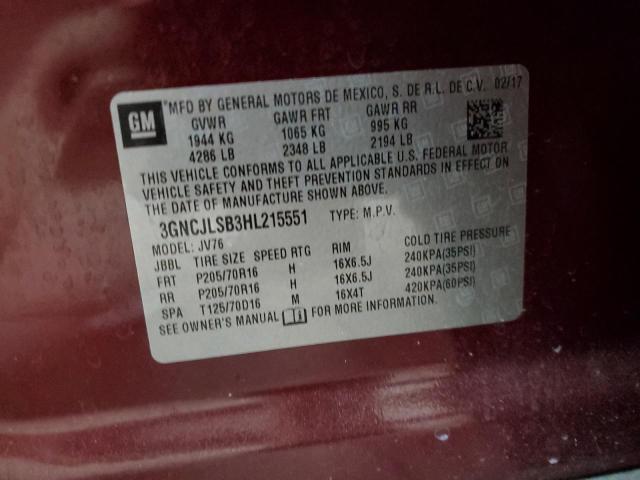 GM
*MFD BY GENERAL MOTORS DE MEXICO, S. DE R.L. DE C.V. 02/17
GVWR GAWR FRT GAWR RR
1944 KG 1065 KG 995 KG
4286 LB 2348 LB 2194 LB
THIS VEHICLE CONFORMS TO ALL APPLICABLE U.S. FEDERAL MOTOR
VEHICLE SAFETY AND THEFT PREVENTION STANDARDS IN EFFECT ON
THE DATE OF MANUFACTURE SHOWN ABOVE.
3GNCJLSB3HL215551 TYPE: M.P.V.
MODEL: JV76
JBBL TIRE SIZE SPEED RTG RIM COLD TIRE PRESSURE
FRT P205/70R16 H 16X6.5J 240KPA(35PSI)
RR P205/70R16 H 16X6.5J 240KPA(35PSI)
SPA T125/70D16 M 16X4T 420KPA(60PSI)
SEE OWNER'S MANUAL FOR MORE INFORMATION.